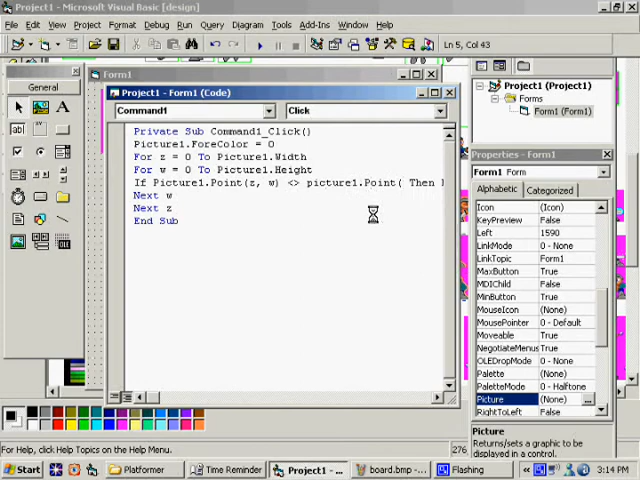 Project1 - Microsoft Visual Basic [design]
File Edit View Project Format Debug Run Query Diagram Tools Add-Ins Window Help
Ln 5, Col 43
Form1
General
Project1 - Form1 (Code)
Command1 Click
Private Sub Command1_Click()
Picture1.ForeColor = 0
For z = 0 To Picture1.Width
For w = 0 To Picture1.Height
If Picture1.Point(z, w) <> picture1.Point( Then
Next w
Next z
End Sub
Project1 (Project1)
Forms
Form1 (Form1)
Properties - Form1
Form1 Form
Alphabetic Categorized
Icon (Icon)
KeyPreview False
Left 1590
LinkMode 0 - None
LinkTopic Form1
MaxButton True
MDIChild False
MinButton True
MouseIcon (None)
MousePointer 0 - Default
Moveable True
NegotiateMenus True
OLEDropMode 0 - None
Palette (None)
PaletteMode 0 - Halftone
Picture (None) ...
RightToLeft False
Picture
Returns/sets a graphic to be displayed in a control.
For Help, click Help Topics on the Help Menu.
276
Start Platformer Time Reminder Project1 - ... board.bmp - ... Flashing 3:14 PM